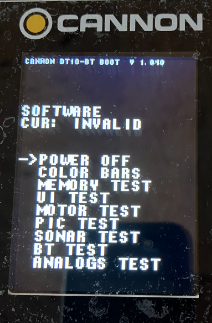 CANNON
CANNON DT10-BT BOOT V 1.040
SOFTWARE
CUR: INVALID
->POWER OFF
COLOR BARS
MEMORY TEST
UI TEST
MOTOR TEST
PIC TEST
SONAR TEST
BT TEST
ANALOGS TEST